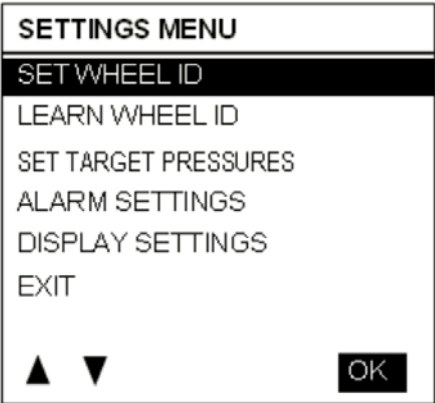 SETTINGS MENU
SET WHEEL ID
LEARN WHEEL ID
SET TARGET PRESSURES
ALARM SETTINGS
DISPLAY SETTINGS
EXIT
▲ ▼ OK